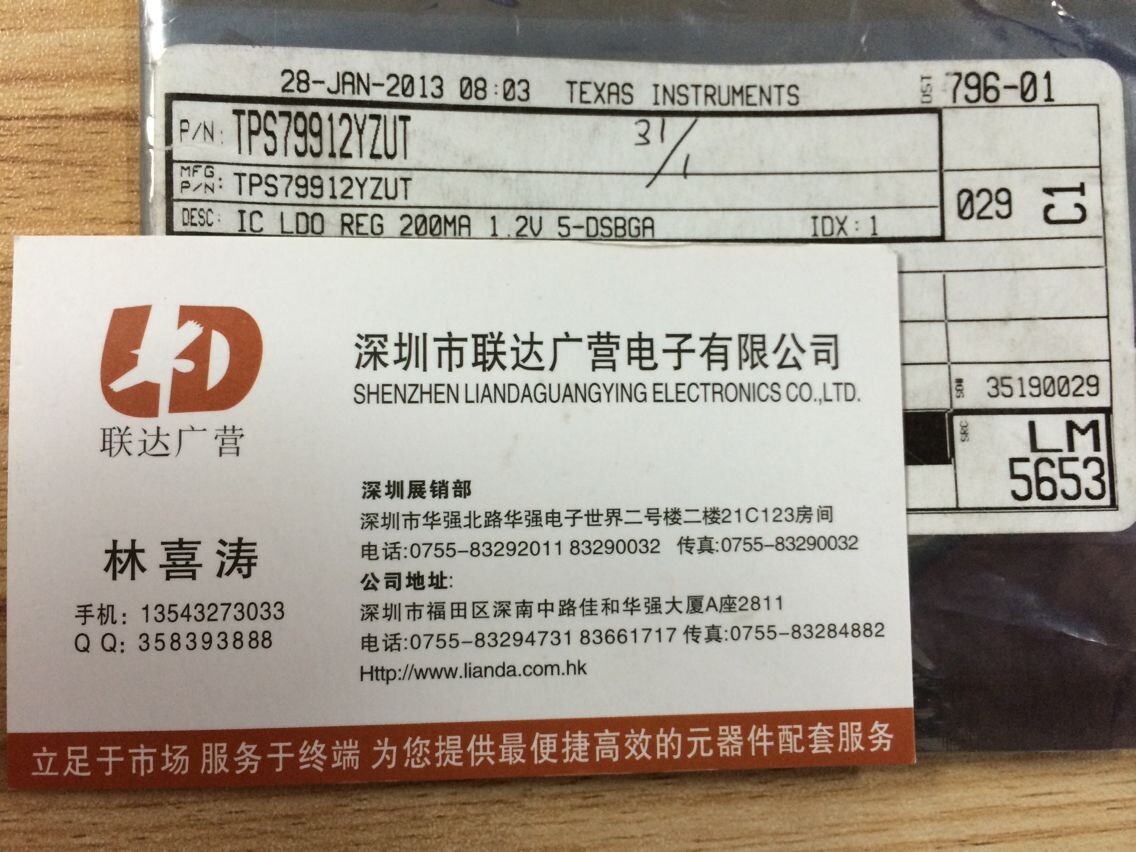 28-JAN-2013 08:03 TEXAS INSTRUMENTS DST 796-01
P/N: TPS79912YZUT 31/1
MFG P/N: TPS79912YZUT
029 C1
DESC: IC LDO REG 200MA 1.2V 5-DSBGA IDX:1
35190029
SRC LM
5653
LD
联达广营
深圳市联达广营电子有限公司
SHENZHEN LIANDAGUANGYING ELECTRONICS CO.,LTD.
深圳展销部
深圳市华强北路华强电子世界二号楼二楼21C123房间
电话:0755-83292011 83290032 传真:0755-83290032
公司地址:
深圳市福田区深南中路佳和华强大厦A座2811
电话:0755-83294731 83661717 传真:0755-83284882
Http://www.lianda.com.hk
林喜涛
手机: 13543273033
QQ: 358393888
立足于市场 服务于终端 为您提供最便捷高效的元器件配套服务